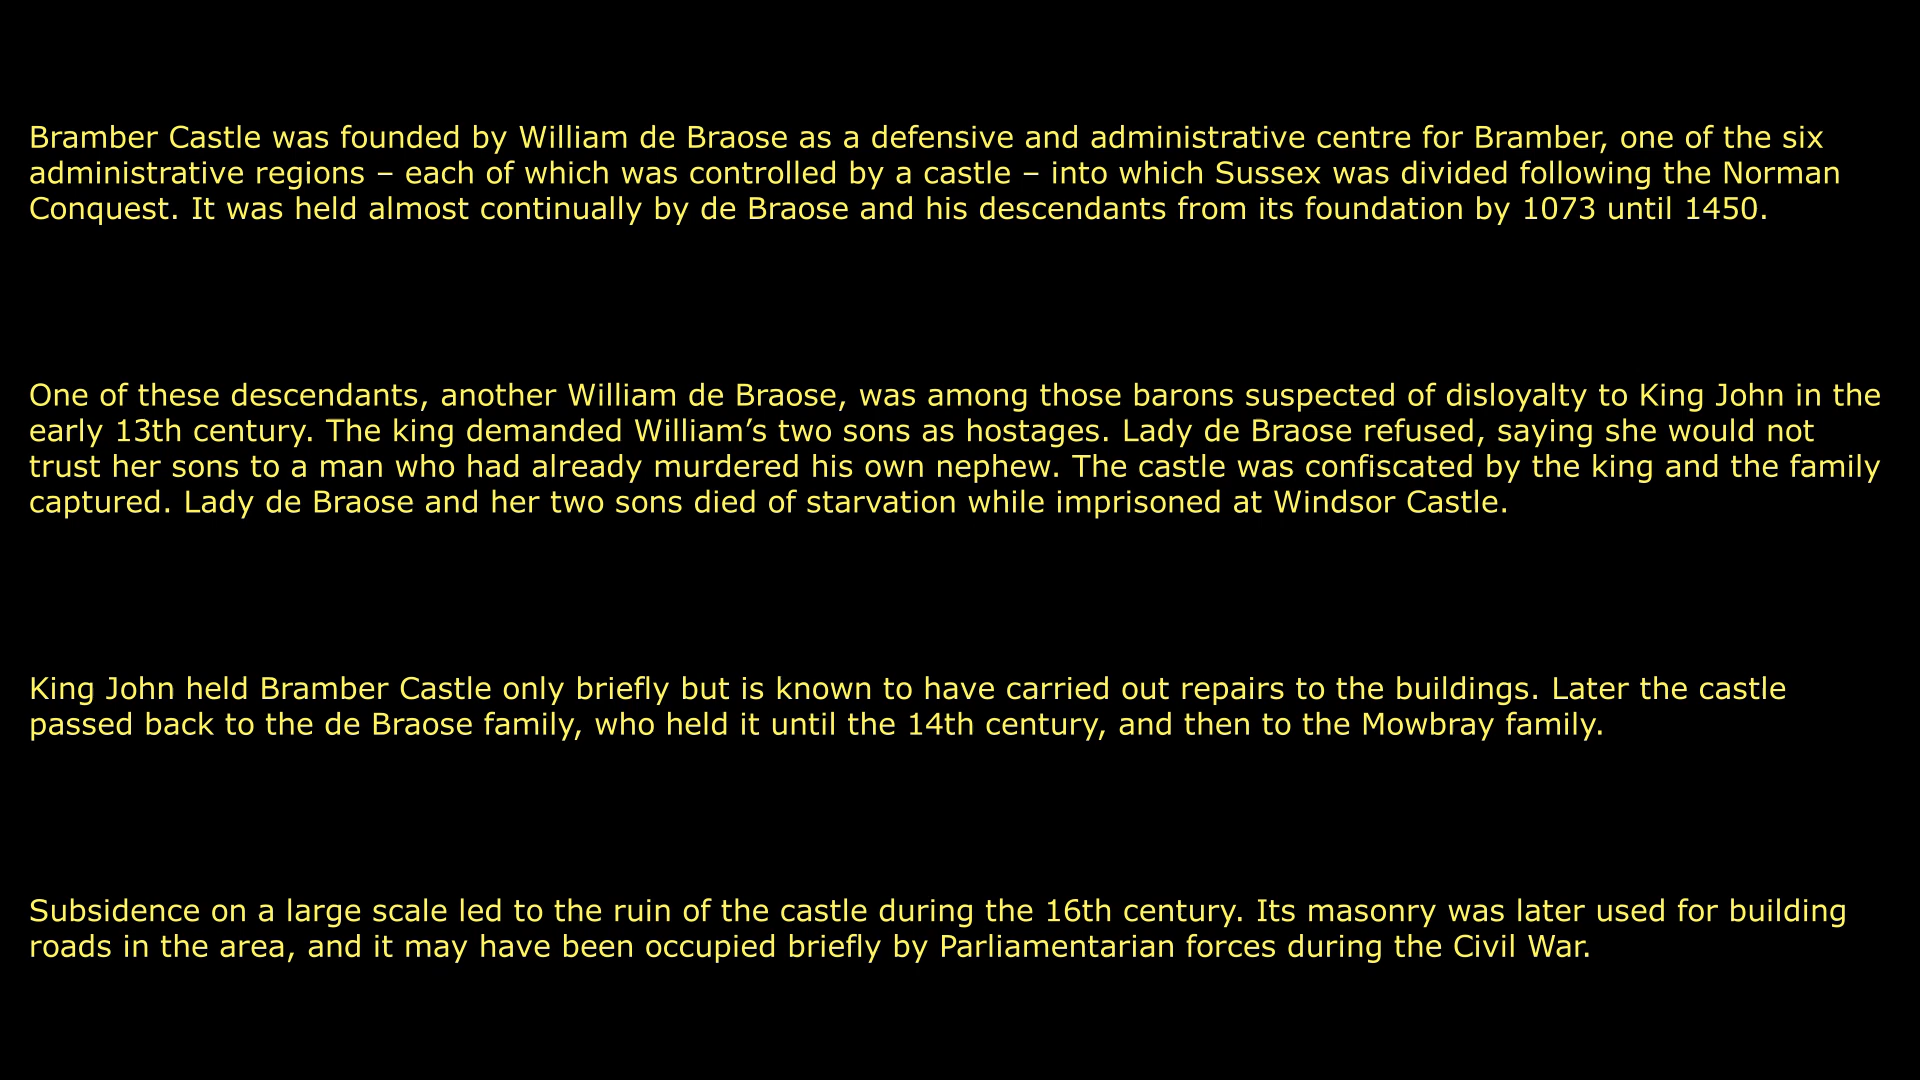 Bramber Castle was founded by William de Braose as a defensive and administrative centre for Bramber, one of the six
administrative regions – each of which was controlled by a castle – into which Sussex was divided following the Norman
Conquest. It was held almost continually by de Braose and his descendants from its foundation by 1073 until 1450.
One of these descendants, another William de Braose, was among those barons suspected of disloyalty to King John in the
early 13th century. The king demanded William’s two sons as hostages. Lady de Braose refused, saying she would not
trust her sons to a man who had already murdered his own nephew. The castle was confiscated by the king and the family
captured. Lady de Braose and her two sons died of starvation while imprisoned at Windsor Castle.
King John held Bramber Castle only briefly but is known to have carried out repairs to the buildings. Later the castle
passed back to the de Braose family, who held it until the 14th century, and then to the Mowbray family.
Subsidence on a large scale led to the ruin of the castle during the 16th century. Its masonry was later used for building
roads in the area, and it may have been occupied briefly by Parliamentarian forces during the Civil War.